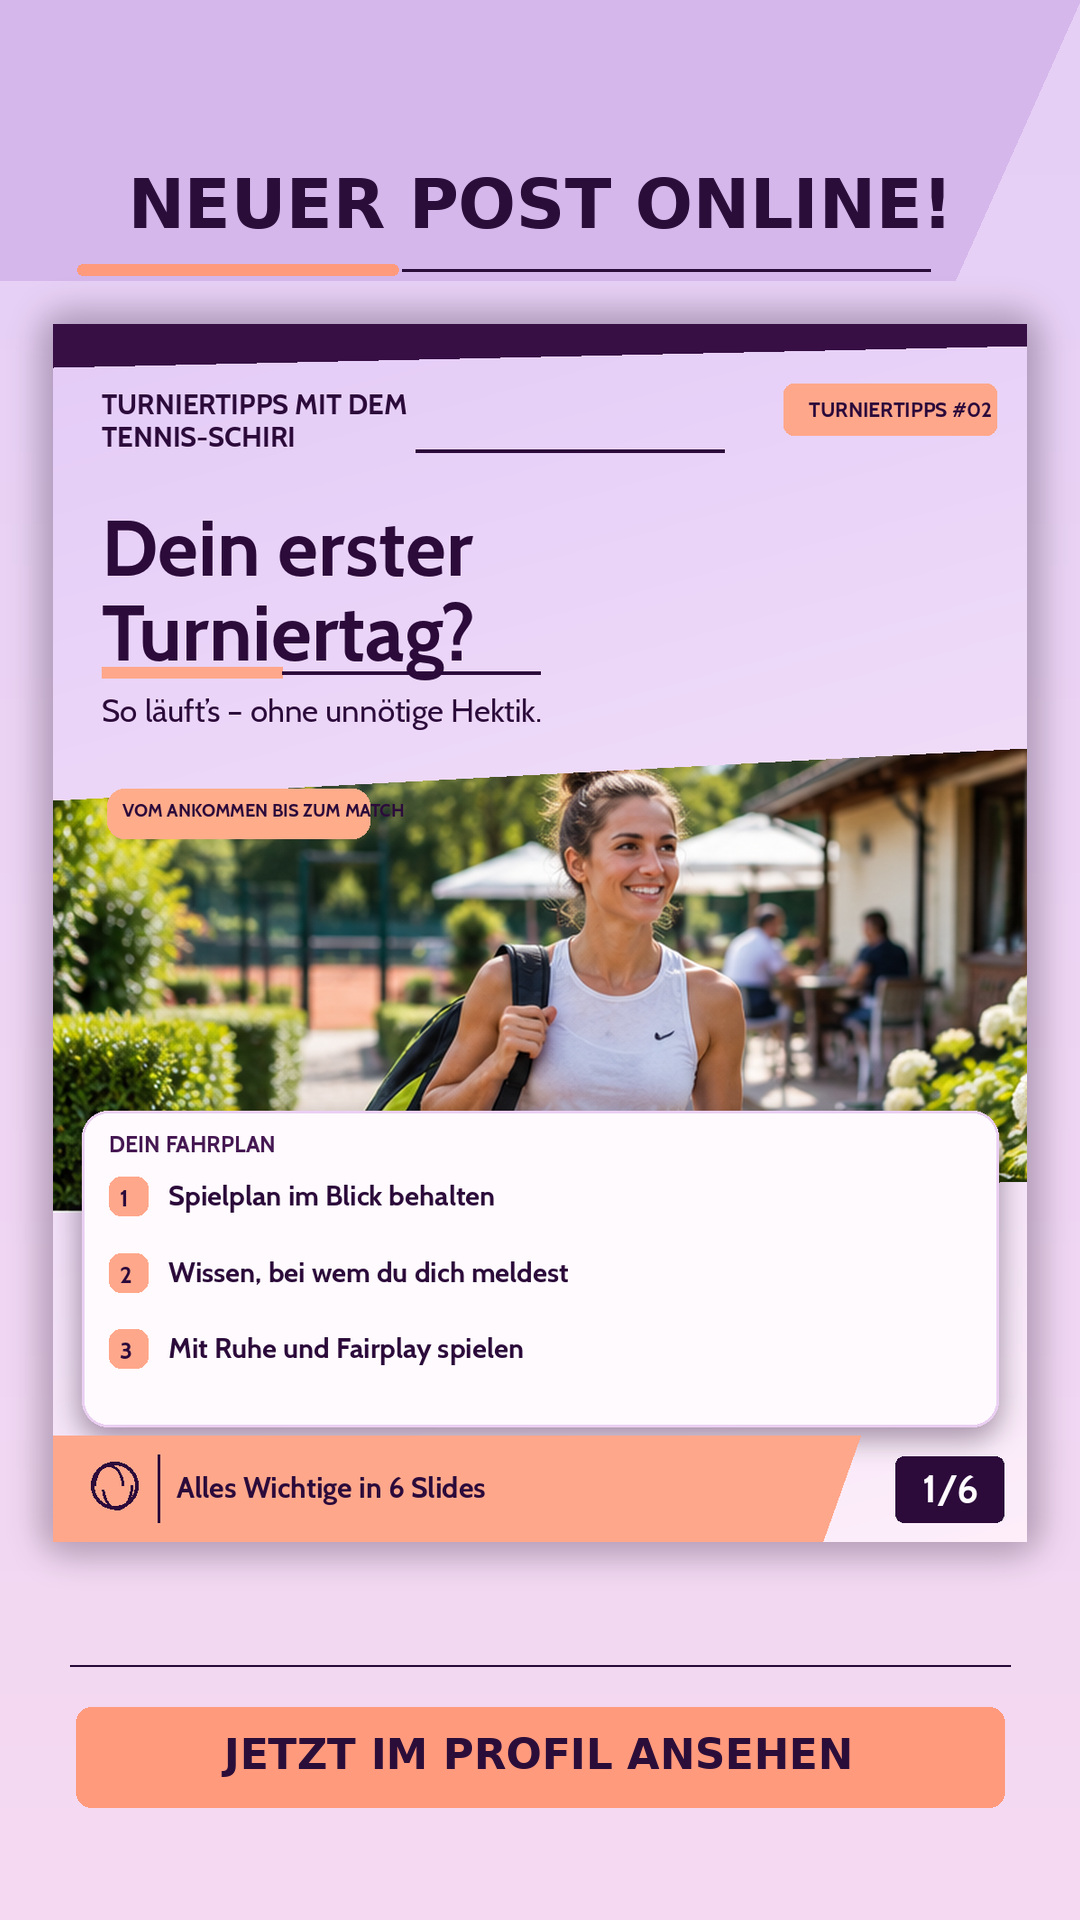 NEUER POST ONLINE!
TURNIERTIPPS MIT DEM
TENNIS-SCHIRI
TURNIERTIPPS #02
Dein erster
Turniertag?
So läuft’s – ohne unnötige Hektik.
VOM ANKOMMEN BIS ZUM MATCH
DEIN FAHRPLAN
1 Spielplan im Blick behalten
2 Wissen, bei wem du dich meldest
3 Mit Ruhe und Fairplay spielen
Alles Wichtige in 6 Slides
1/6
JETZT IM PROFIL ANSEHEN